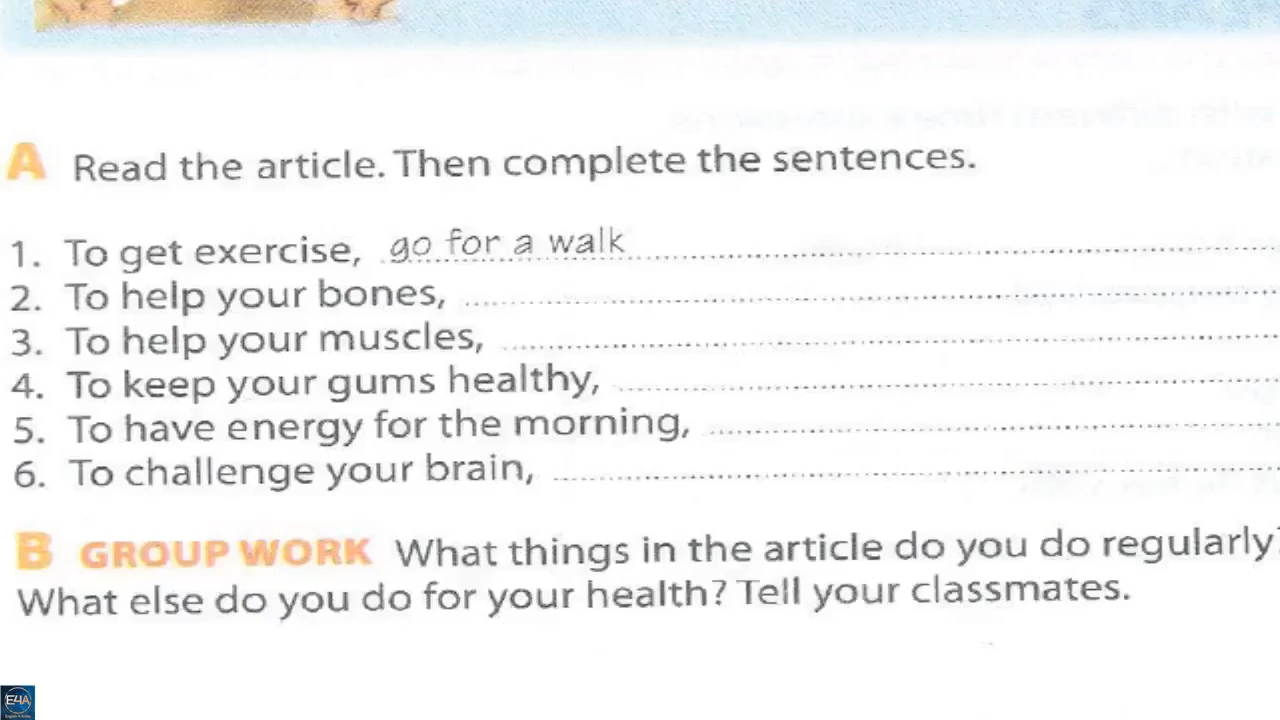 A Read the article. Then complete the sentences.
1. To get exercise, go for a walk
2. To help your bones,
3. To help your muscles,
4. To keep your gums healthy,
5. To have energy for the morning,
6. To challenge your brain,
B GROUP WORK What things in the article do you do regularly?
What else do you do for your health? Tell your classmates.
E4A